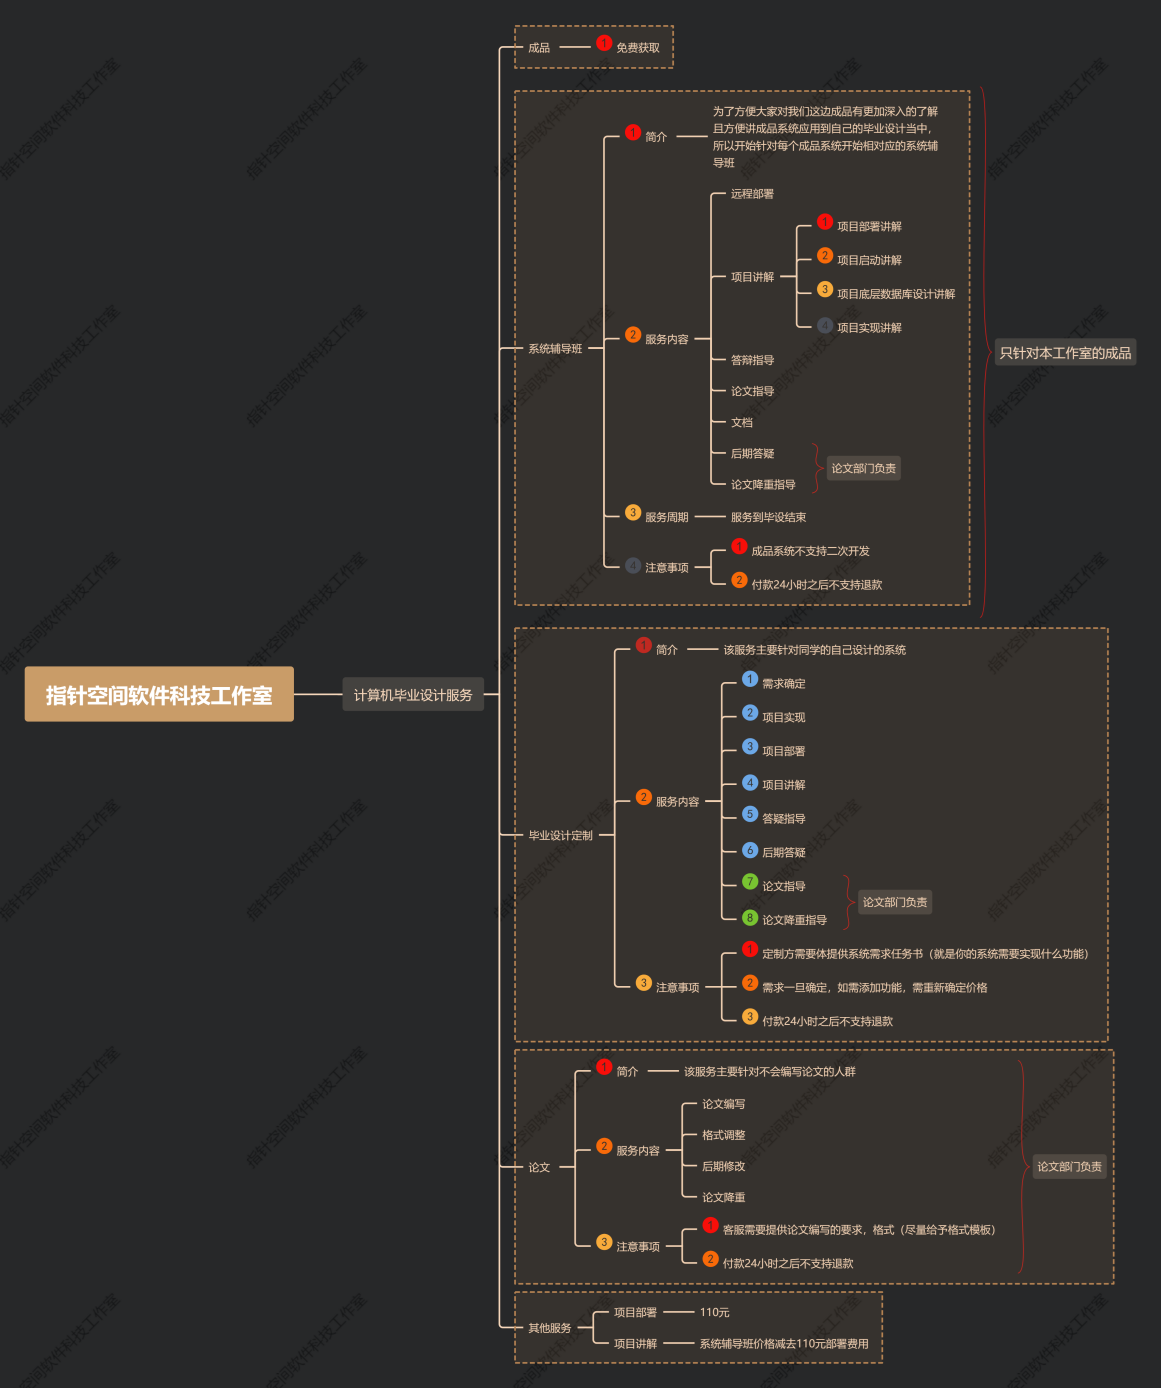 指针空间软件科技工作室
计算机毕业设计服务
成品
1 免费获取
系统辅导班
1 简介
为了方便大家对我们这边成品有更加深入的了解
且方便讲成品系统应用到自己的毕业设计当中，
所以开始针对每个成品系统开始相对应的系统辅
导班
2 服务内容
远程部署
项目讲解
1 项目部署讲解
2 项目启动讲解
3 项目底层数据库设计讲解
4 项目实现讲解
答辩指导
论文指导
文档
后期答疑
论文降重指导
论文部门负责
3 服务周期
服务到毕设结束
4 注意事项
1 成品系统不支持二次开发
2 付款24小时之后不支持退款
只针对本工作室的成品
毕业设计定制
1 简介
该服务主要针对同学的自己设计的系统
2 服务内容
1 需求确定
2 项目实现
3 项目部署
4 项目讲解
5 答疑指导
6 后期答疑
7 论文指导
8 论文降重指导
论文部门负责
3 注意事项
1 定制方需要体提供系统需求任务书（就是你的系统需要实现什么功能）
2 需求一旦确定，如需添加功能，需重新确定价格
3 付款24小时之后不支持退款
论文
1 简介
该服务主要针对不会编写论文的人群
2 服务内容
论文编写
格式调整
后期修改
论文降重
3 注意事项
1 客服需要提供论文编写的要求，格式（尽量给予格式模板）
2 付款24小时之后不支持退款
论文部门负责
其他服务
项目部署
110元
项目讲解
系统辅导班价格减去110元部署费用